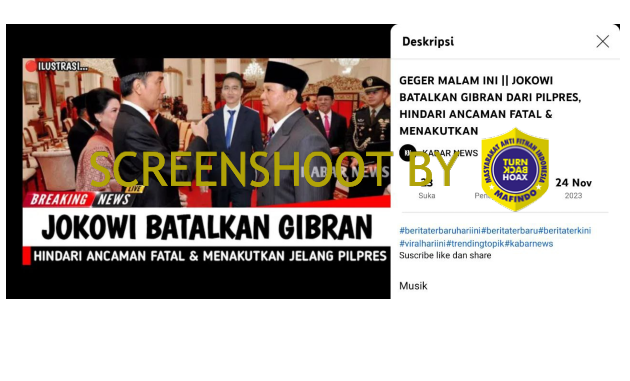 ILUSTRASI...
KABAR NEWS
LIVE
BREAKING NEWS
JOKOWI BATALKAN GIBRAN
HINDARI ANCAMAN FATAL & MENAKUTKAN JELANG PILPRES
Deskripsi
GEGER MALAM INI || JOKOWI
BATALKAN GIBRAN DARI PILPRES,
HINDARI ANCAMAN FATAL &
MENAKUTKAN
KABAR NEWS
SCREENSHOOT BY
MASYARAKAT ANTI FITNAH INDONESIA
TURN
BACK
HOAX
MAFINDO
24 Nov
Suka
2023
#beritaterbaruhariini#beritaterbaru#beritaterkini
#viralhariini#trendingtopik#kabarnews
Suscribe like dan share
Musik